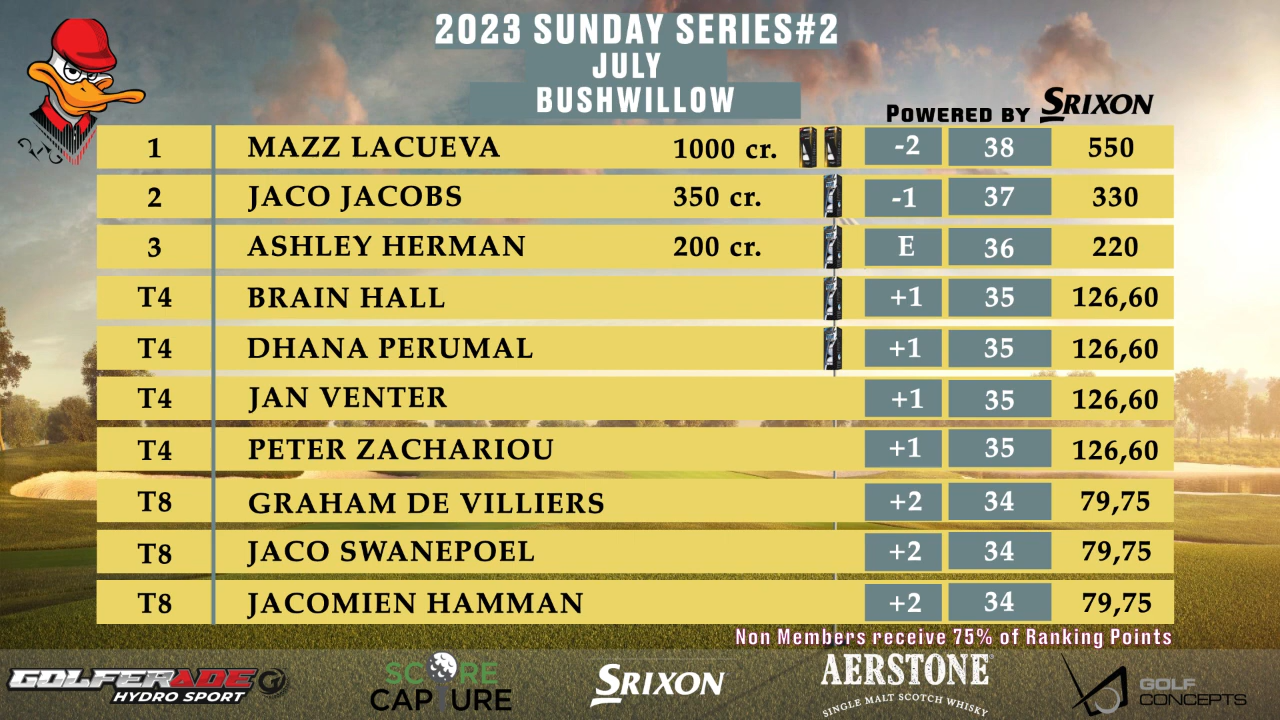 2023 SUNDAY SERIES#2
JULY
BUSHWILLOW
POWERED BY SRIXON
1 MAZZ LACUEVA 1000 cr. -2 38 550
2 JACO JACOBS 350 cr. -1 37 330
3 ASHLEY HERMAN 200 cr. E 36 220
T4 BRAIN HALL +1 35 126,60
T4 DHANA PERUMAL +1 35 126,60
T4 JAN VENTER +1 35 126,60
T4 PETER ZACHARIOU +1 35 126,60
T8 GRAHAM DE VILLIERS +2 34 79,75
T8 JACO SWANEPOEL +2 34 79,75
T8 JACOMIEN HAMMAN +2 34 79,75
Non Members receive 75% of Ranking Points
GOLFERADE
HYDRO SPORT
SCORE
CAPTURE
SRIXON
AERSTONE
SINGLE MALT SCOTCH WHISKY
GOLF
CONCEPTS